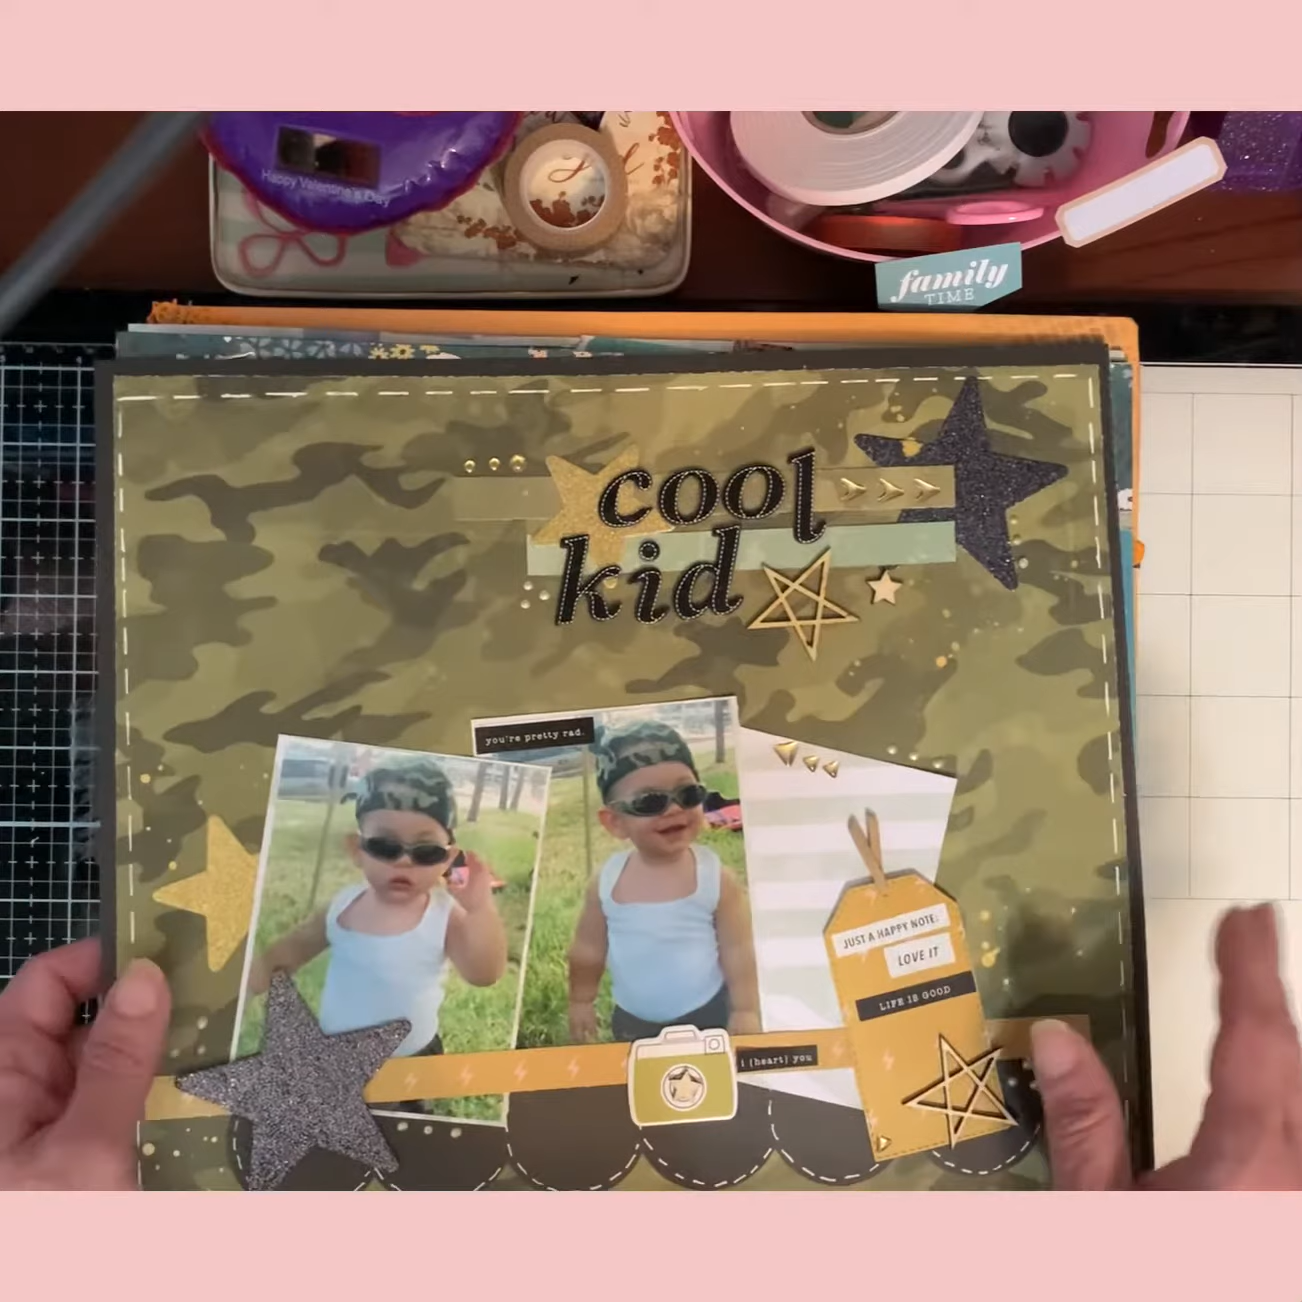 Happy Valentine's Day
family
TIME
cool
kid
you're pretty rad.
JUST A HAPPY NOTE:
LOVE IT
LIFE IS GOOD
i (heart) you